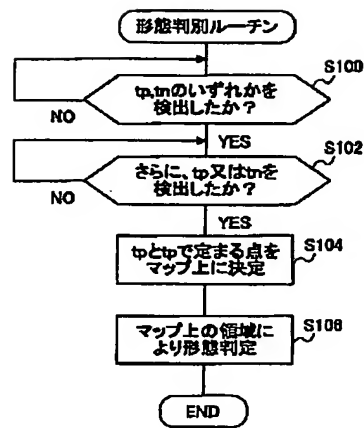 形態判別ルーチン
S100
tp,tnのいずれかを
検出したか？
NO
YES
S102
さらに、tp又はtnを
検出したか？
NO
YES
S104
tpとtpで定まる点を
マップ上に決定
S106
マップ上の領域に
より形態判定
END